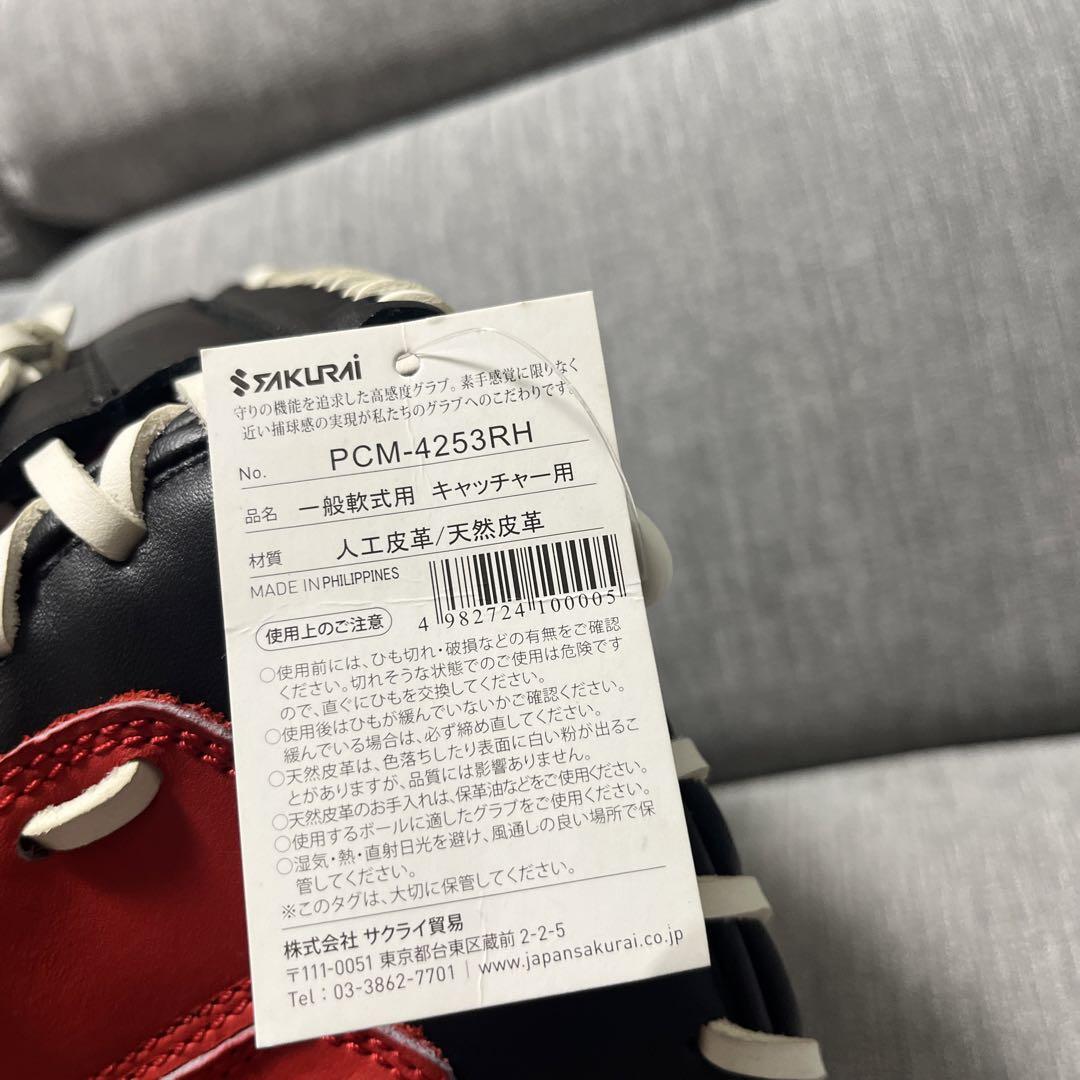 SAKURAI
守りの機能を追求した高感度グラブ。素手感覚に限りなく
近い捕球感の実現が私たちのグラブへのこだわりです。
No. PCM-4253RH
品名 一般軟式用 キャッチャー用
材質 人工皮革/天然皮革
MADE IN PHILIPPINES
4 982724 100005
使用上のご注意
○使用前には、ひも切れ・破損などの有無をご確認
ください。切れそうな状態でのご使用は危険です
ので、直ぐにひもを交換してください。
○使用後はひもが緩んでいないかご確認ください。
緩んでいる場合は、必ず締め直してください。
○天然皮革は、色落ちしたり表面に白い粉が出るこ
とがありますが、品質には影響ありません。
○天然皮革のお手入れは、保革油などをご使用ください。
○使用するボールに適したグラブをご使用ください。
○湿気・熱・直射日光を避け、風通しの良い場所で保
管してください。
※このタグは、大切に保管してください。
株式会社 サクライ貿易
〒111-0051 東京都台東区蔵前 2-2-5
Tel : 03-3862-7701 | www.japansakurai.co.jp